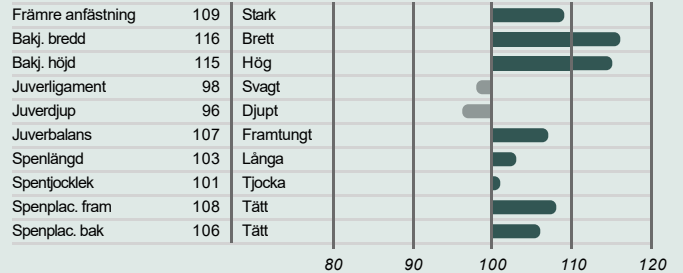 Främre anfästning 109 Stark
Bakj. bredd 116 Brett
Bakj. höjd 115 Hög
Juverligament 98 Svagt
Juverdjup 96 Djupt
Juverbalans 107 Framtungt
Spenlängd 103 Långa
Spentjocklek 101 Tjocka
Spenplac. fram 108 Tätt
Spenplac. bak 106 Tätt
80 90 100 110 120